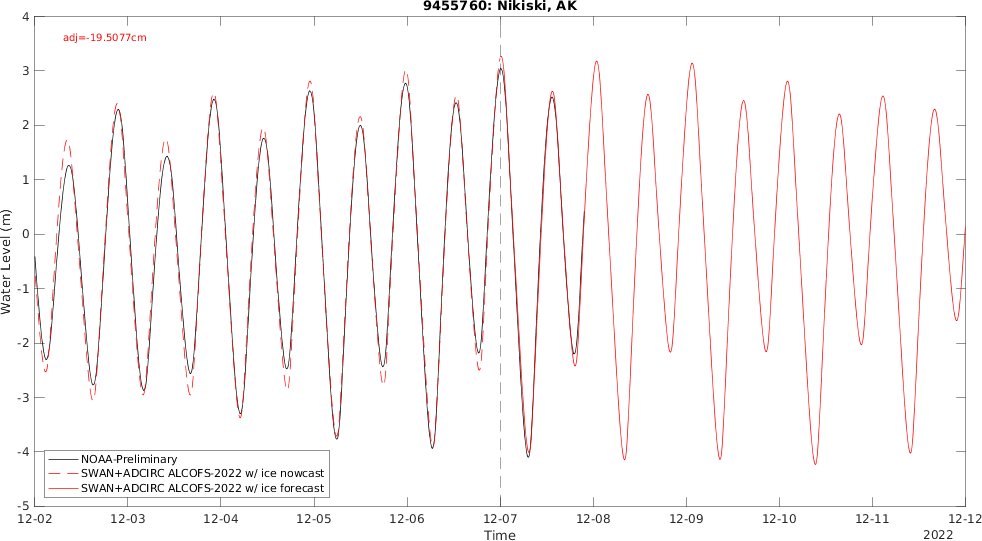 9455760: Nikiski, AK
adj=-19.5077cm
4
3
2
1
0
-1
-2
-3
-4
-5
Water Level (m)
NOAA-Preliminary
SWAN+ADCIRC ALCOFS-2022 w/ ice nowcast
SWAN+ADCIRC ALCOFS-2022 w/ ice forecast
12-02 12-03 12-04 12-05 12-06 12-07 12-08 12-09 12-10 12-11 12-12
Time
2022